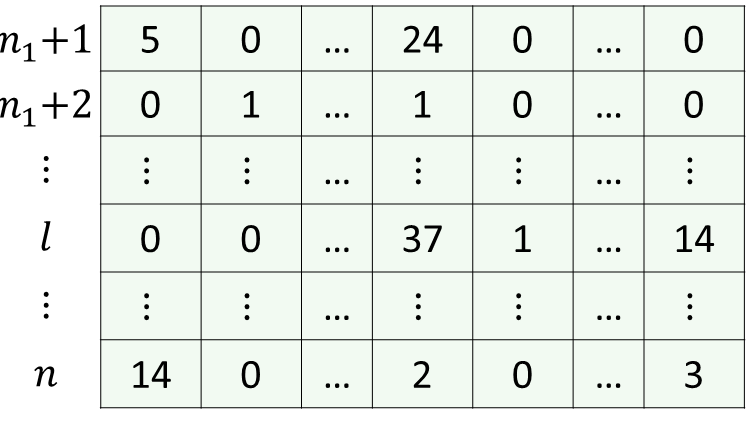 n₁+1 5 0 ... 24 0 ... 0
n₁+2 0 1 ... 1 0 ... 0
⋮ ⋮ ⋮ ... ⋮ ⋮ ... ⋮
l 0 0 ... 37 1 ... 14
⋮ ⋮ ⋮ ... ⋮ ⋮ ... ⋮
n 14 0 ... 2 0 ... 3